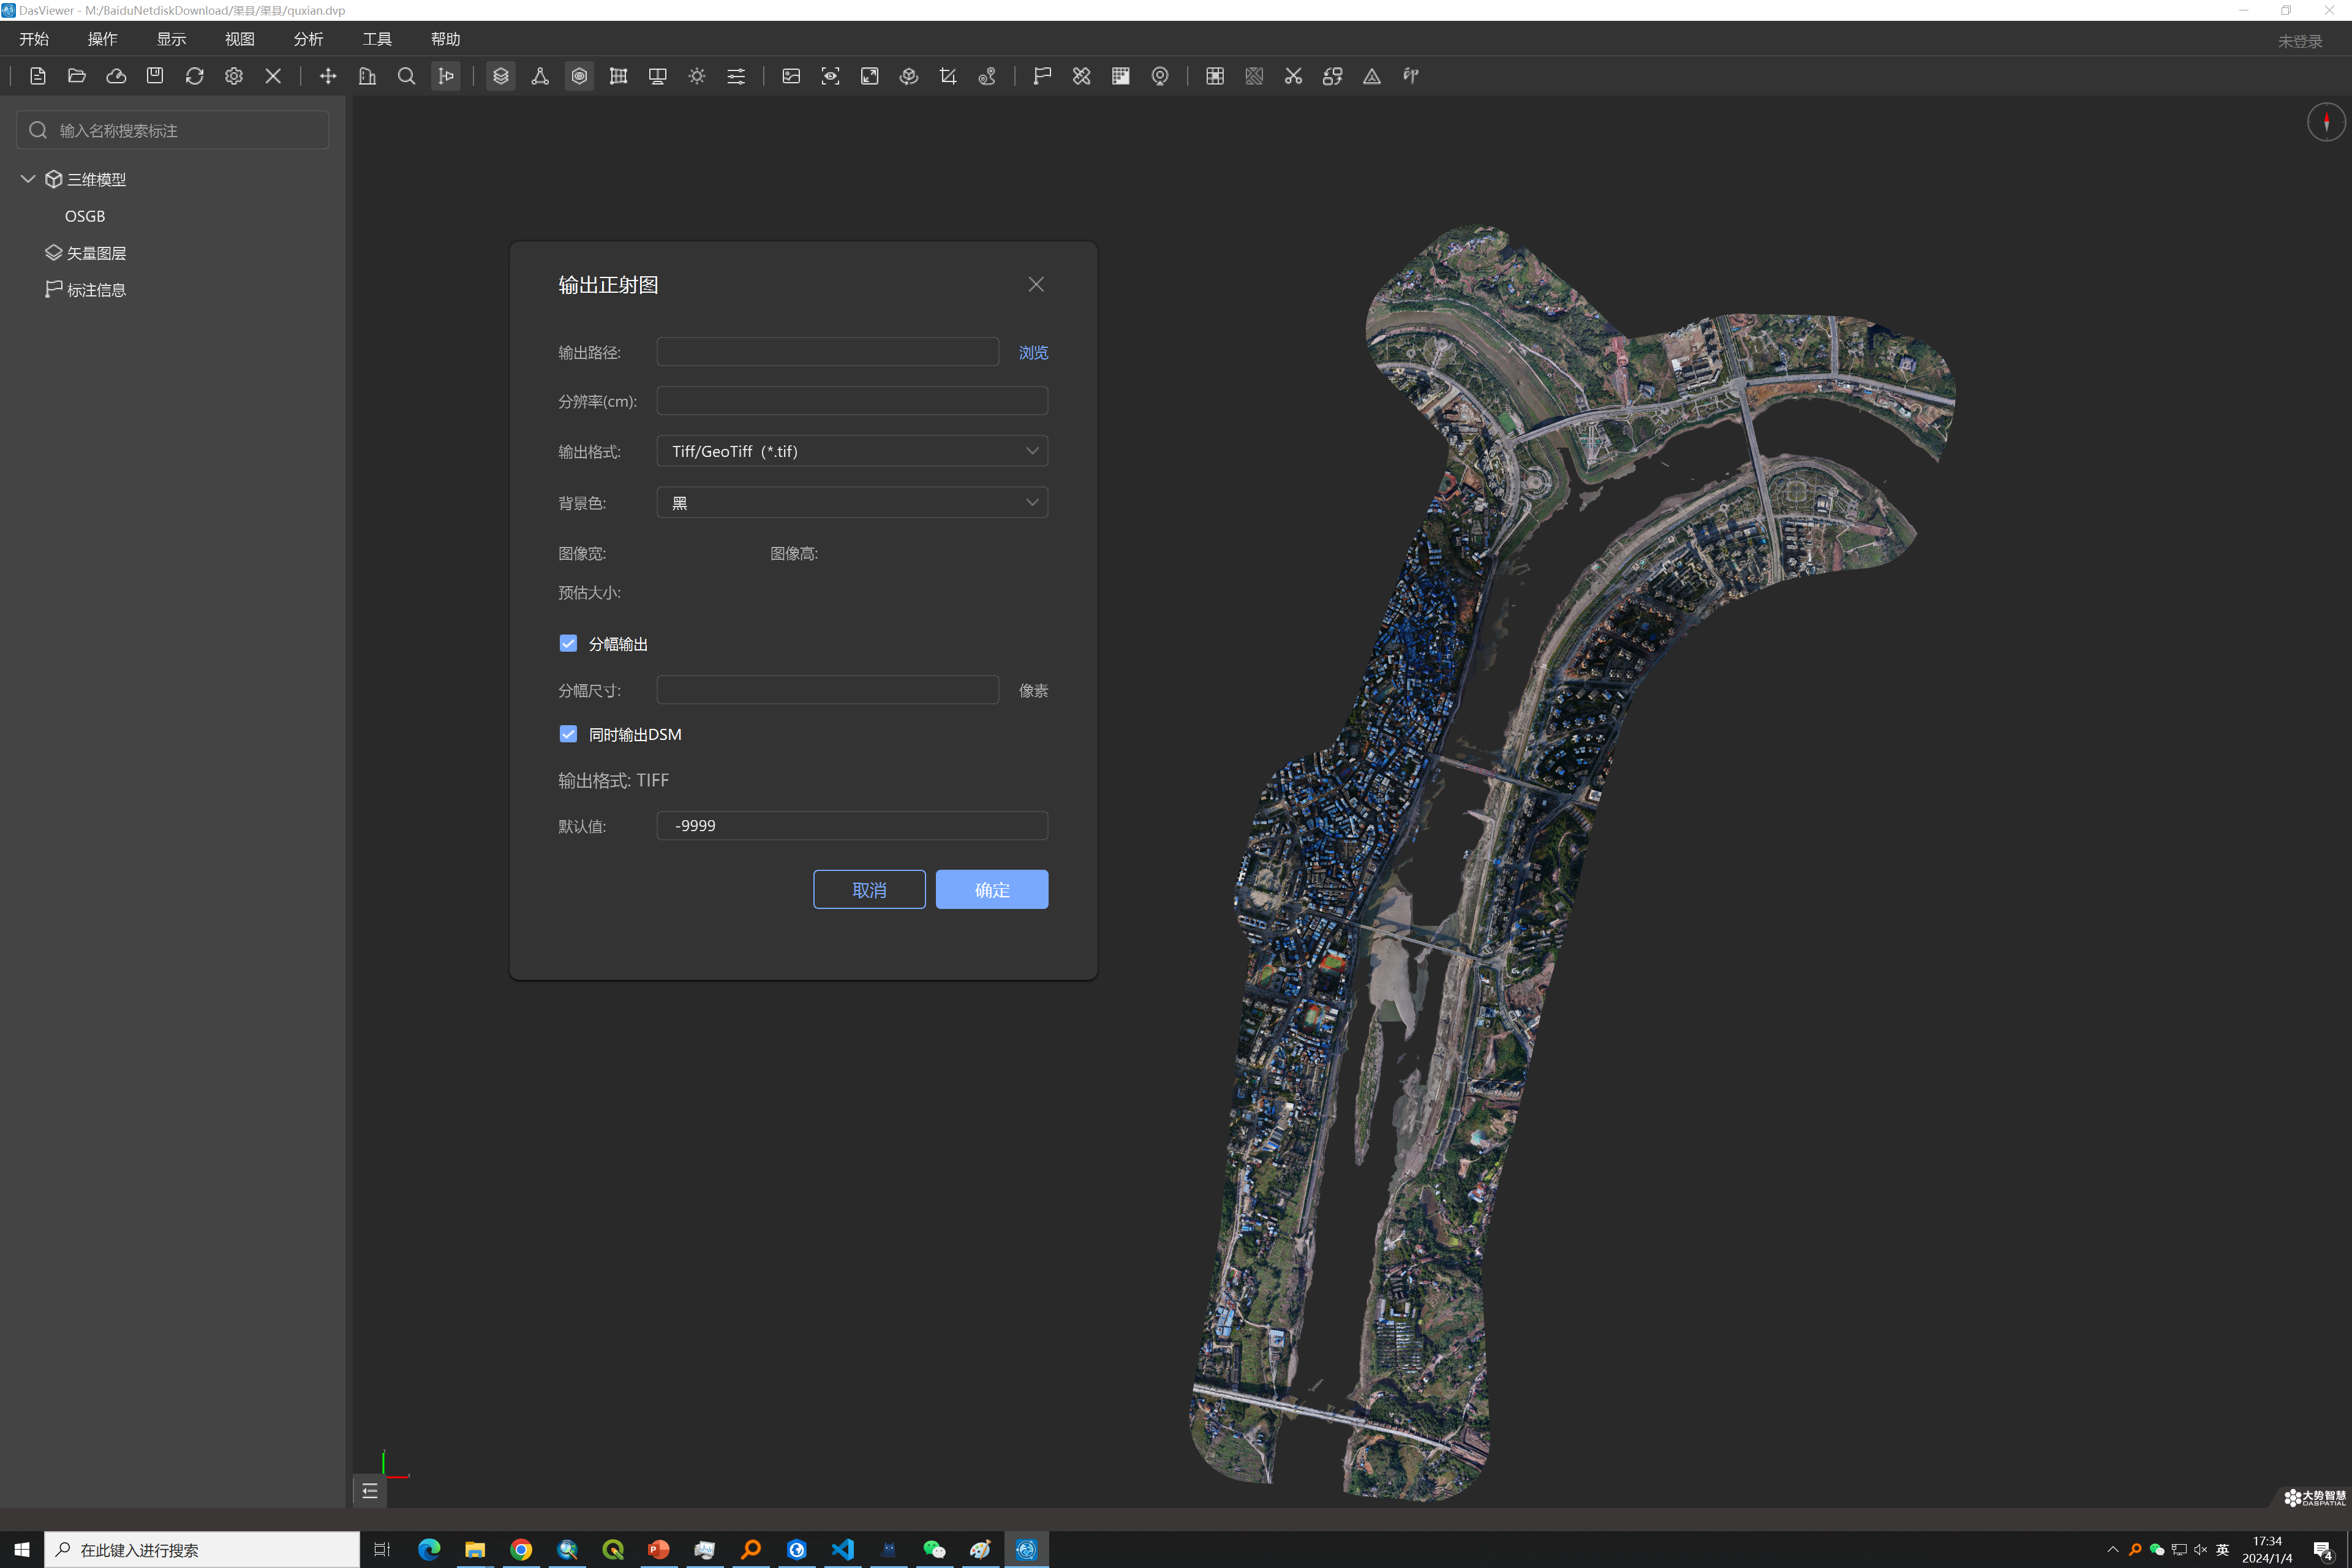 DasViewer - M:/BaiduNetdiskDownload/渠县/渠县/quxian.dvp
开始 操作 显示 视图 分析 工具 帮助
未登录
输入名称搜索标注
三维模型
OSGB
矢量图层
标注信息
输出正射图
输出路径: 浏览
分辨率(cm):
输出格式: Tiff/GeoTiff (*.tif)
背景色: 黑
图像宽: 图像高:
预估大小:
分幅输出
分幅尺寸: 像素
同时输出DSM
输出格式: TIFF
默认值: -9999
取消 确定
大势智慧
DASPATIAL
在此键入进行搜索
英
17:34
2024/1/4
4